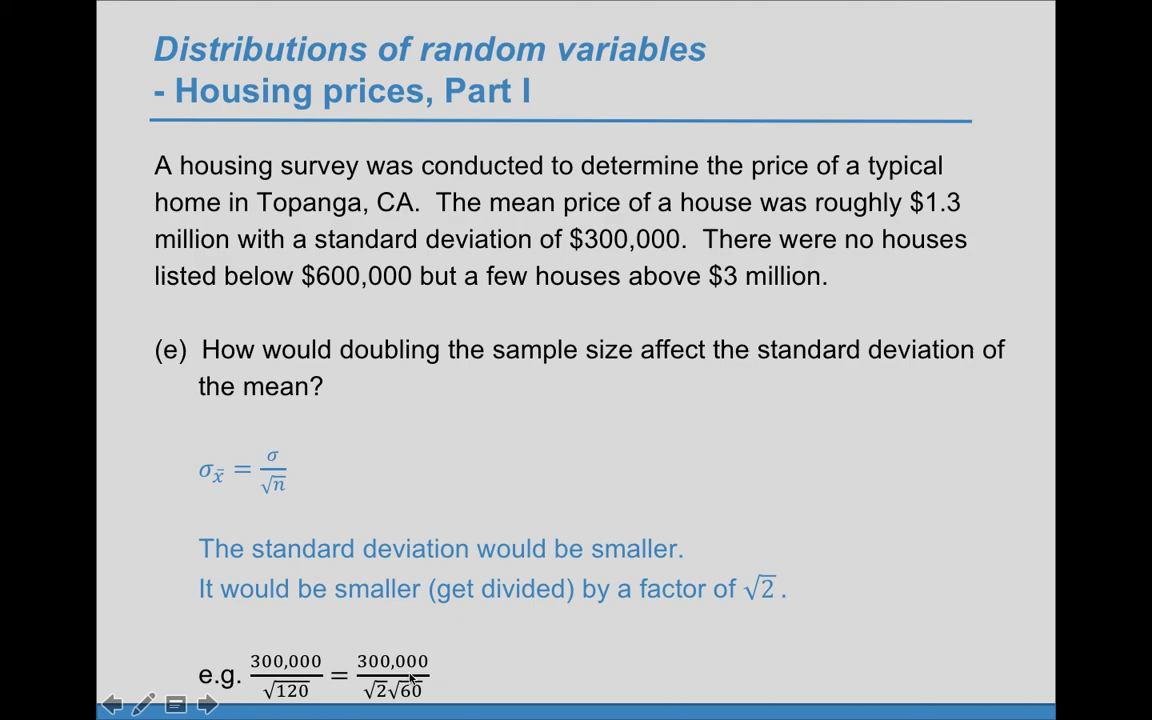 Distributions of random variables
- Housing prices, Part I
A housing survey was conducted to determine the price of a typical
home in Topanga, CA.  The mean price of a house was roughly $1.3
million with a standard deviation of $300,000.  There were no houses
listed below $600,000 but a few houses above $3 million.
(e)  How would doubling the sample size affect the standard deviation of
the mean?
σ_x̄ = σ/√n
The standard deviation would be smaller.
It would be smaller (get divided) by a factor of √2 .
e.g. 300,000/√120 = 300,000/√2√60